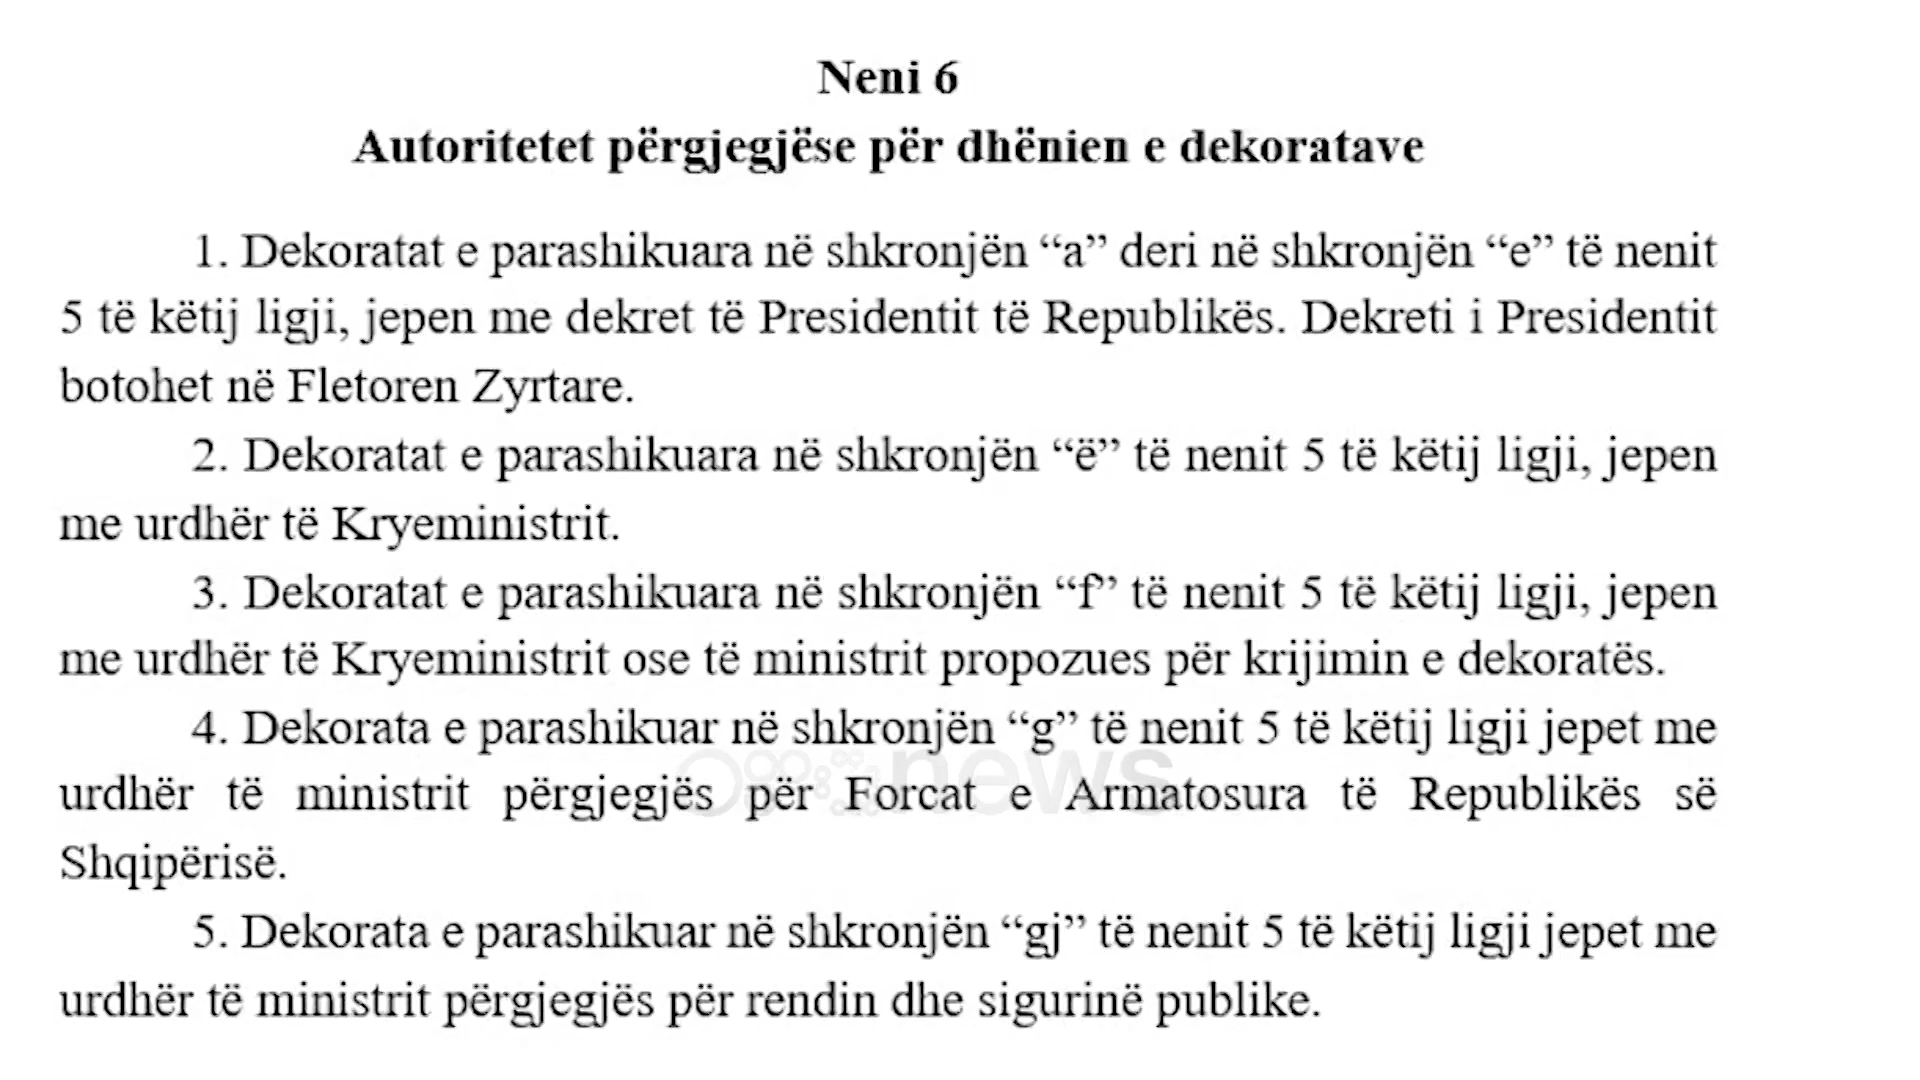 Neni 6
Autoritetet përgjegjëse për dhënien e dekoratave
1. Dekoratat e parashikuara në shkronjën “a” deri në shkronjën “e” të nenit
5 të këtij ligji, jepen me dekret të Presidentit të Republikës. Dekreti i Presidentit
botohet në Fletoren Zyrtare.
2. Dekoratat e parashikuara në shkronjën “ë” të nenit 5 të këtij ligji, jepen
me urdhër të Kryeministrit.
3. Dekoratat e parashikuara në shkronjën “f” të nenit 5 të këtij ligji, jepen
me urdhër të Kryeministrit ose të ministrit propozues për krijimin e dekoratës.
4. Dekorata e parashikuar në shkronjën “g” të nenit 5 të këtij ligji jepet me
news
urdhër të ministrit përgjegjës për Forcat e Armatosura të Republikës së
Shqipërisë.
5. Dekorata e parashikuar në shkronjën “gj” të nenit 5 të këtij ligji jepet me
urdhër të ministrit përgjegjës për rendin dhe sigurinë publike.